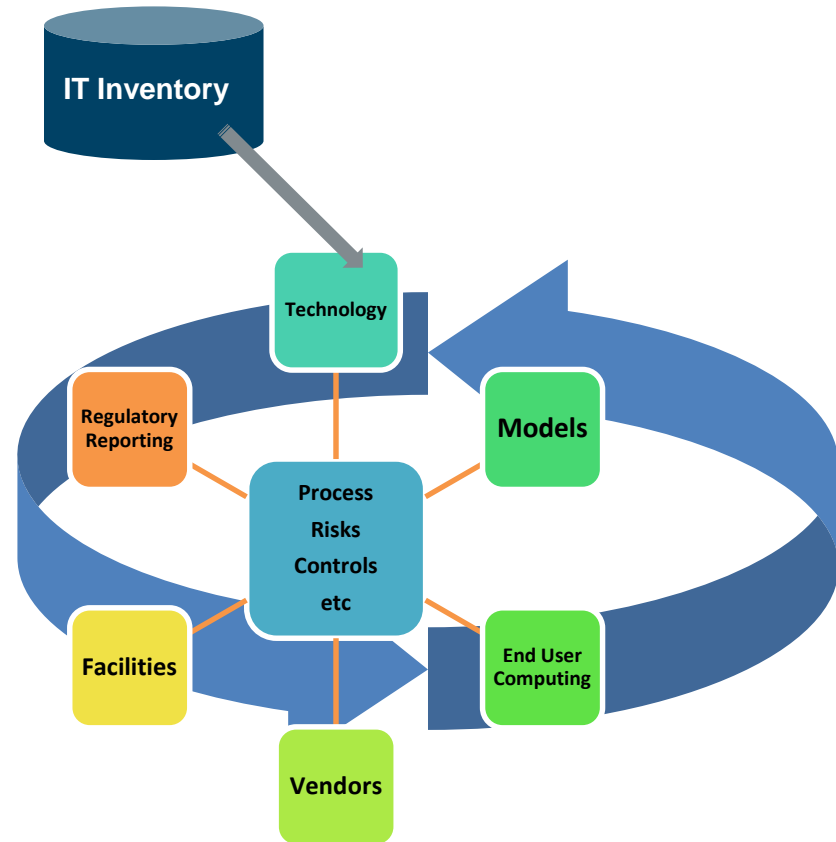 IT Inventory
Technology
Regulatory
Reporting
Models
Process
Risks
Controls
etc
Facilities
End User
Computing
Vendors